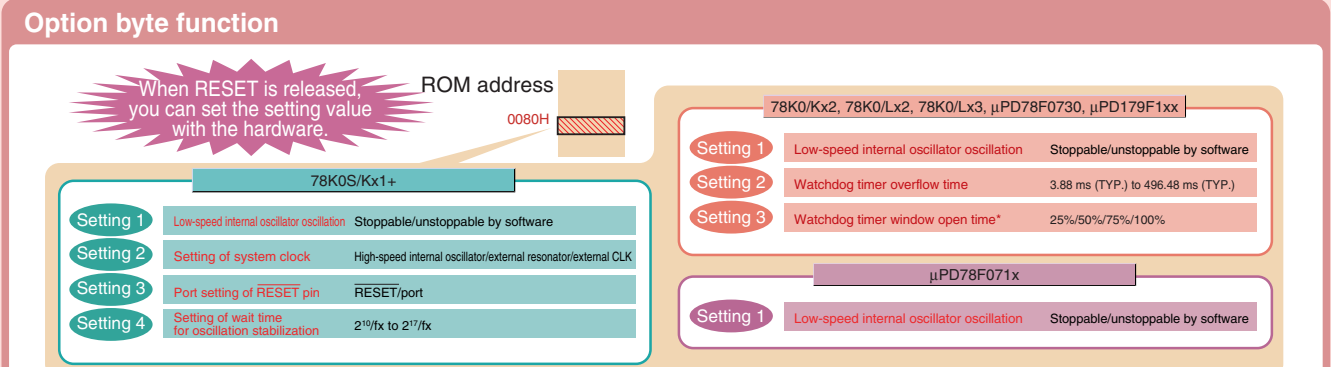 Option byte function
When RESET is released,
you can set the setting value
with the hardware.
ROM address
0080H
78K0S/Kx1+
Setting 1 Low-speed internal oscillator oscillation Stoppable/unstoppable by software
Setting 2 Setting of system clock High-speed internal oscillator/external resonator/external CLK
Setting 3 Port setting of RESET pin RESET/port
Setting 4 Setting of wait time
for oscillation stabilization 2¹⁰/fx to 2¹⁷/fx
78K0/Kx2, 78K0/Lx2, 78K0/Lx3, µPD78F0730, µPD179F1xx
Setting 1 Low-speed internal oscillator oscillation Stoppable/unstoppable by software
Setting 2 Watchdog timer overflow time 3.88 ms (TYP.) to 496.48 ms (TYP.)
Setting 3 Watchdog timer window open time* 25%/50%/75%/100%
µPD78F071x
Setting 1 Low-speed internal oscillator oscillation Stoppable/unstoppable by software